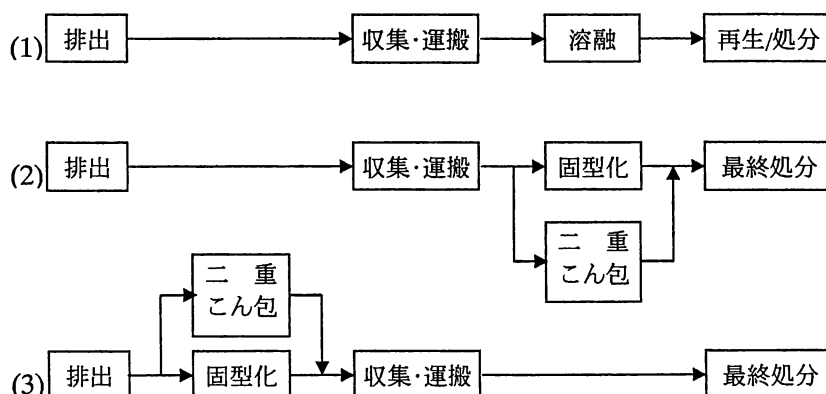 (1) 排出 収集・運搬 溶融 再生/処分
(2) 排出 収集・運搬 固型化 最終処分
二 重
こん包
二 重
こん包
(3) 排出 固型化 収集・運搬 最終処分